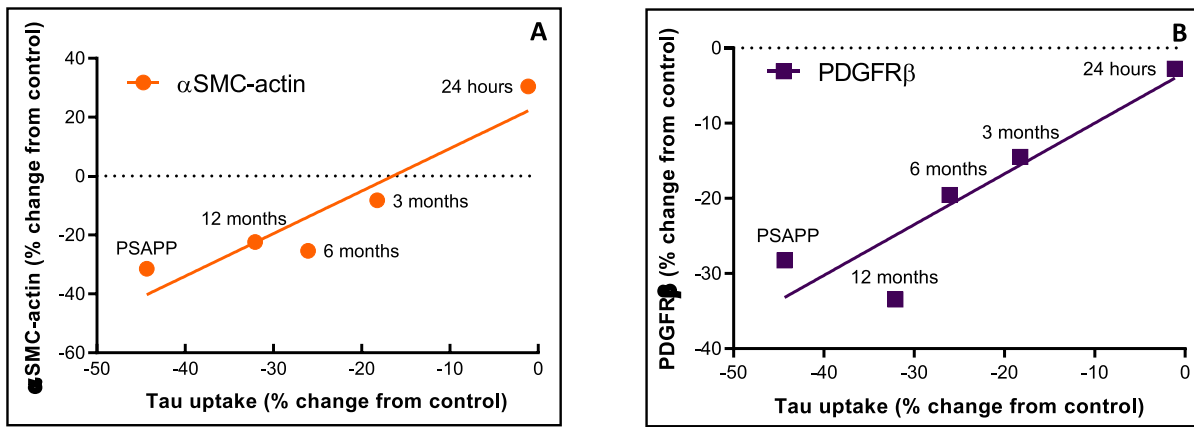 A
αSMC-actin
40
20
0
-20
-40
-60
24 hours
3 months
12 months
6 months
PSAPP
-50 -40 -30 -20 -10 0
αSMC-actin (% change from control)
Tau uptake (% change from control)
B
PDGFRβ
0
-10
-20
-30
-40
24 hours
3 months
6 months
PSAPP
12 months
-50 -40 -30 -20 -10 0
PDGFRβ (% change from control)
Tau uptake (% change from control)